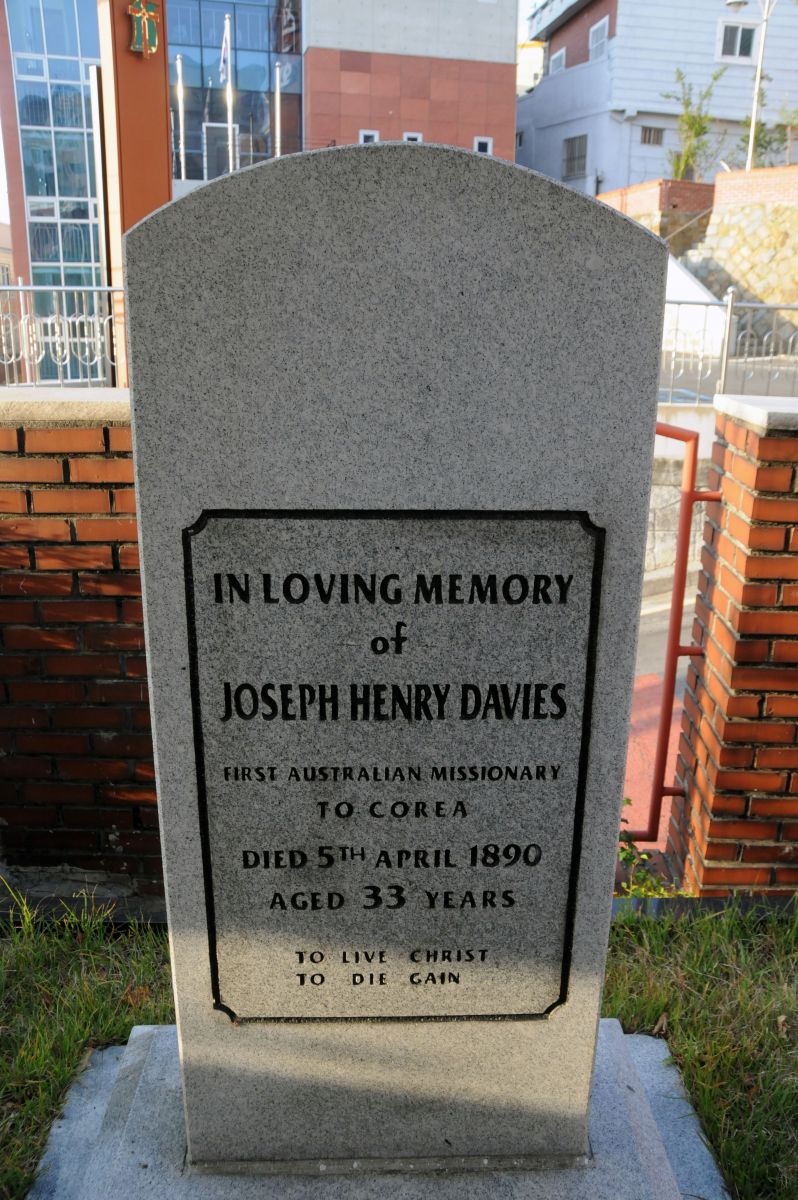 IN LOVING MEMORY
of
JOSEPH HENRY DAVIES
FIRST AUSTRALIAN MISSIONARY
TO COREA
DIED 5TH APRIL 1890
AGED 33 YEARS
TO LIVE CHRIST
TO DIE GAIN